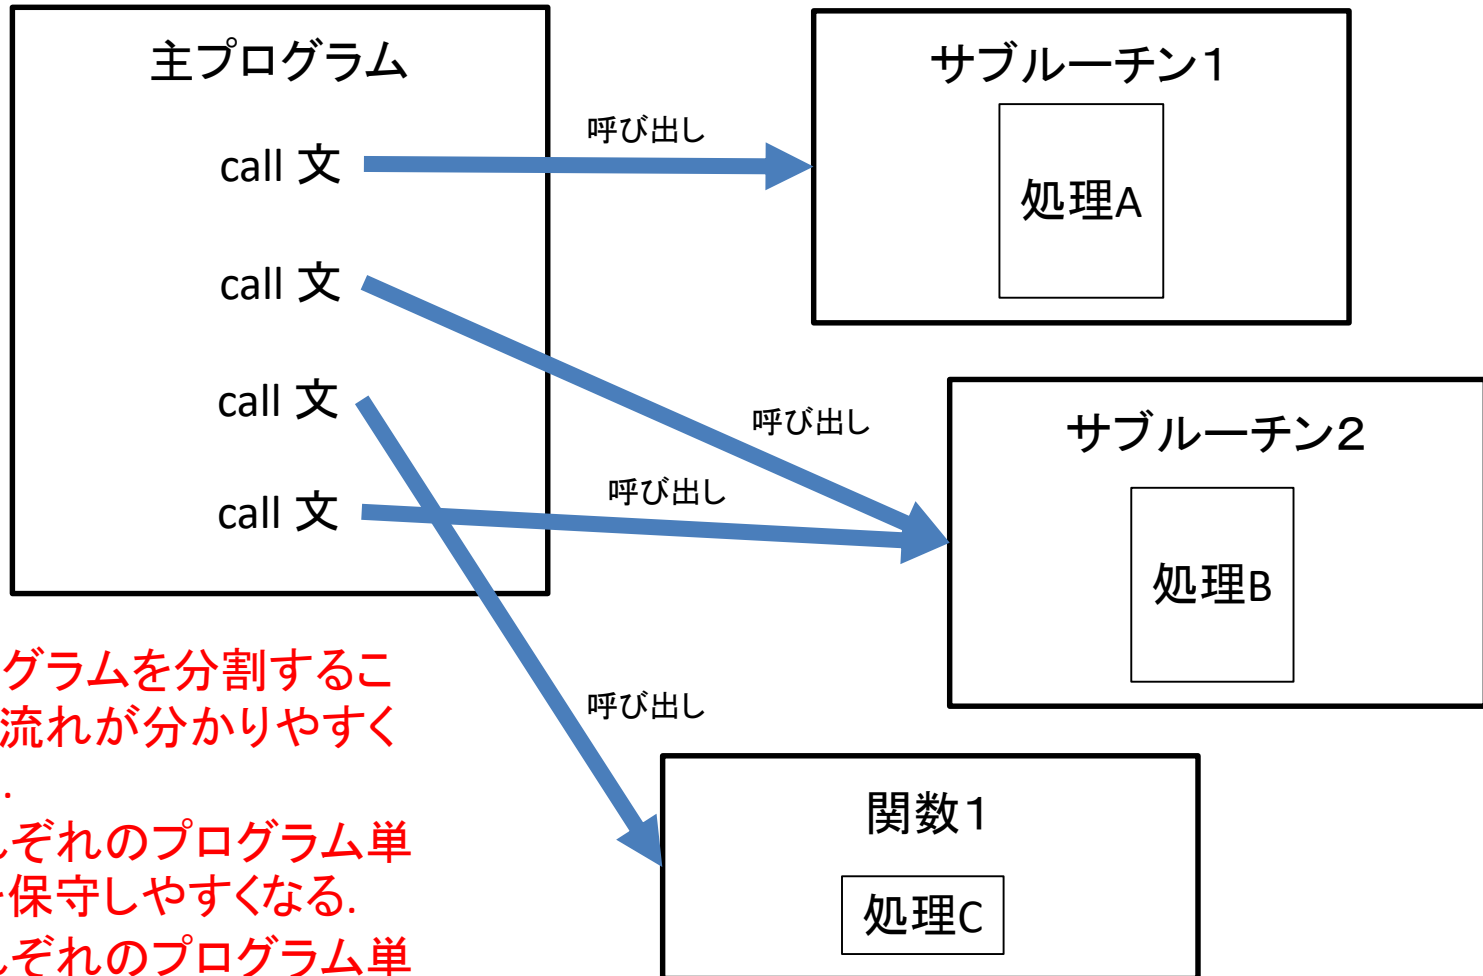 主プログラム
call 文
call 文
call 文
call 文
呼び出し
呼び出し
呼び出し
呼び出し
サブルーチン1
処理A
サブルーチン2
処理B
関数1
処理C
グラムを分割するこ
流れが分かりやすく
.
れぞれのプログラム単
を保守しやすくなる.
れぞれのプログラム単